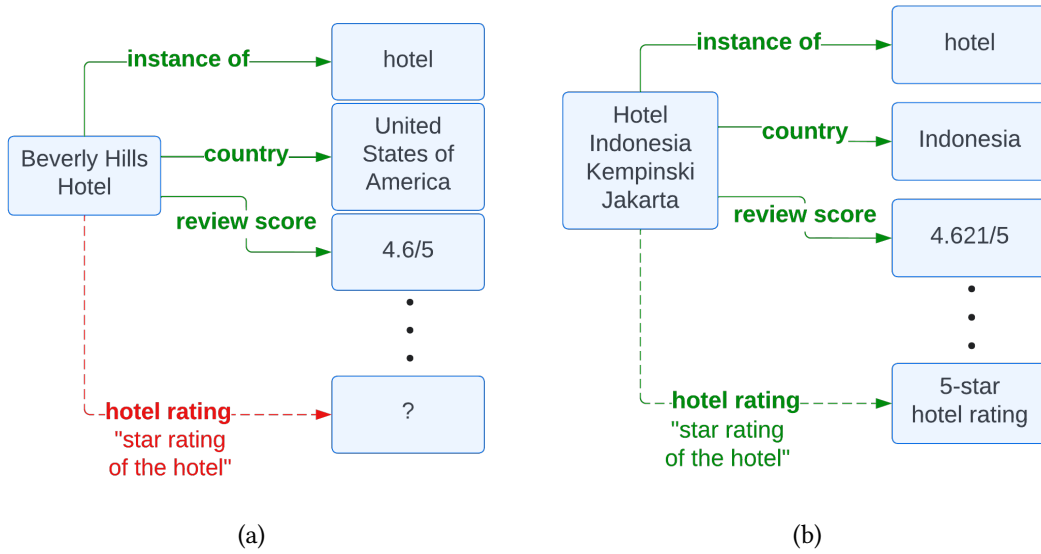 instance of
hotel
Beverly Hills
Hotel
country
United
States of
America
review score
4.6/5
hotel rating
"star rating
of the hotel"
?
(a)
instance of
hotel
Hotel
Indonesia
Kempinski
Jakarta
country
Indonesia
review score
4.621/5
hotel rating
"star rating
of the hotel"
5-star
hotel rating
(b)